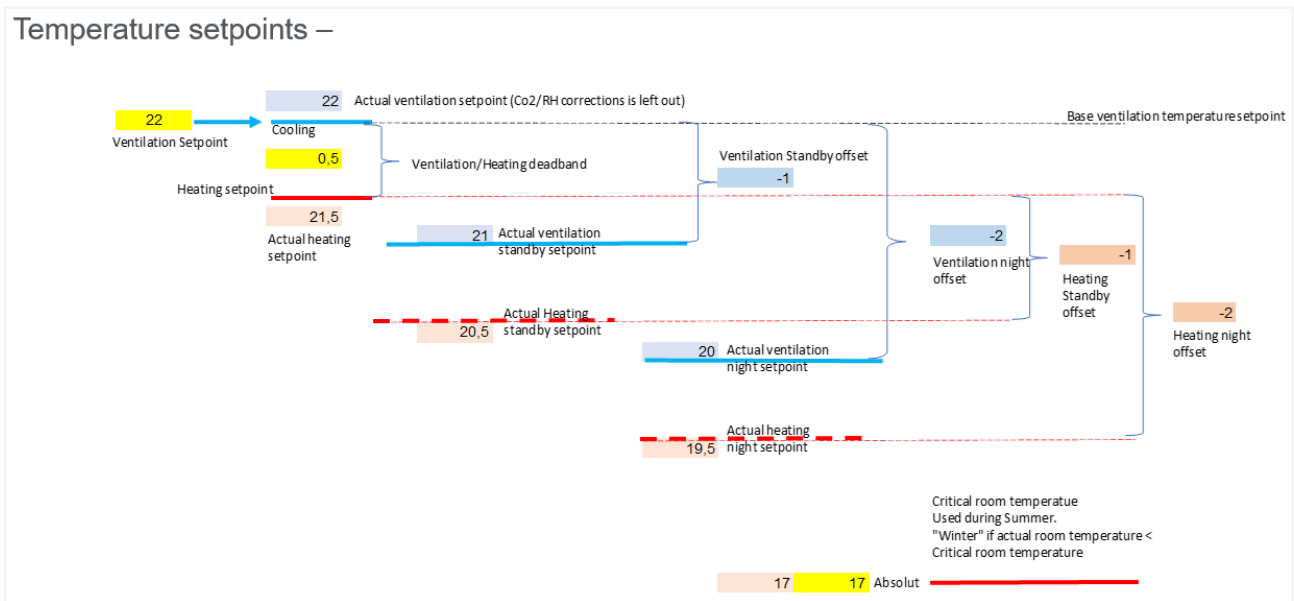 Temperature setpoints –
22
Actual ventilation setpoint (Co2/RH corrections is left out)
22
Ventilation Setpoint
Cooling
Base ventilation temperature setpoint
0,5
Ventilation/Heating deadband
Ventilation Standby offset
-1
Heating setpoint
21,5
Actual heating
setpoint
21
Actual ventilation
standby setpoint
-2
Ventilation night
offset
-1
Heating
Standby
offset
Actual Heating
standby setpoint
20,5
-2
Heating night
offset
20
Actual ventilation
night setpoint
Actual heating
night setpoint
19,5
Critical room temperatue
Used during Summer.
"Winter" if actual room temperature <
Critical room temperature
17
17
Absolut